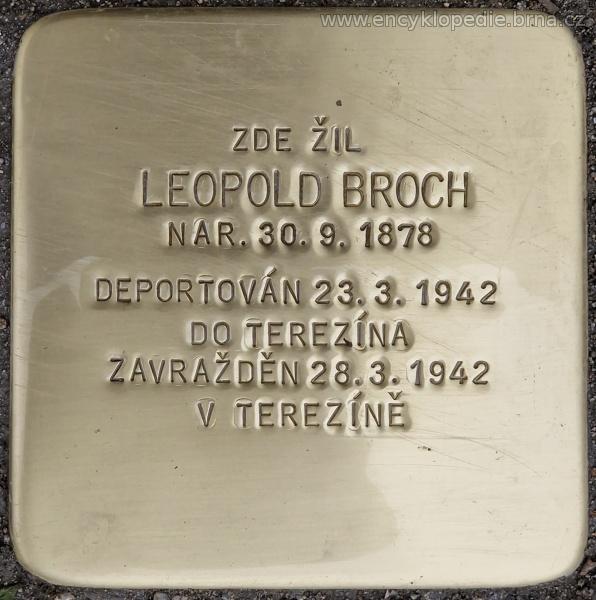 www.encyklopedie.brna.cz
ZDE ŽIL
LEOPOLD BROCH
NAR. 30. 9. 1878
DEPORTOVÁN 23. 3. 1942
DO TEREZÍNA
ZAVRAŽDĚN 28. 3. 1942
V TEREZÍNĚ